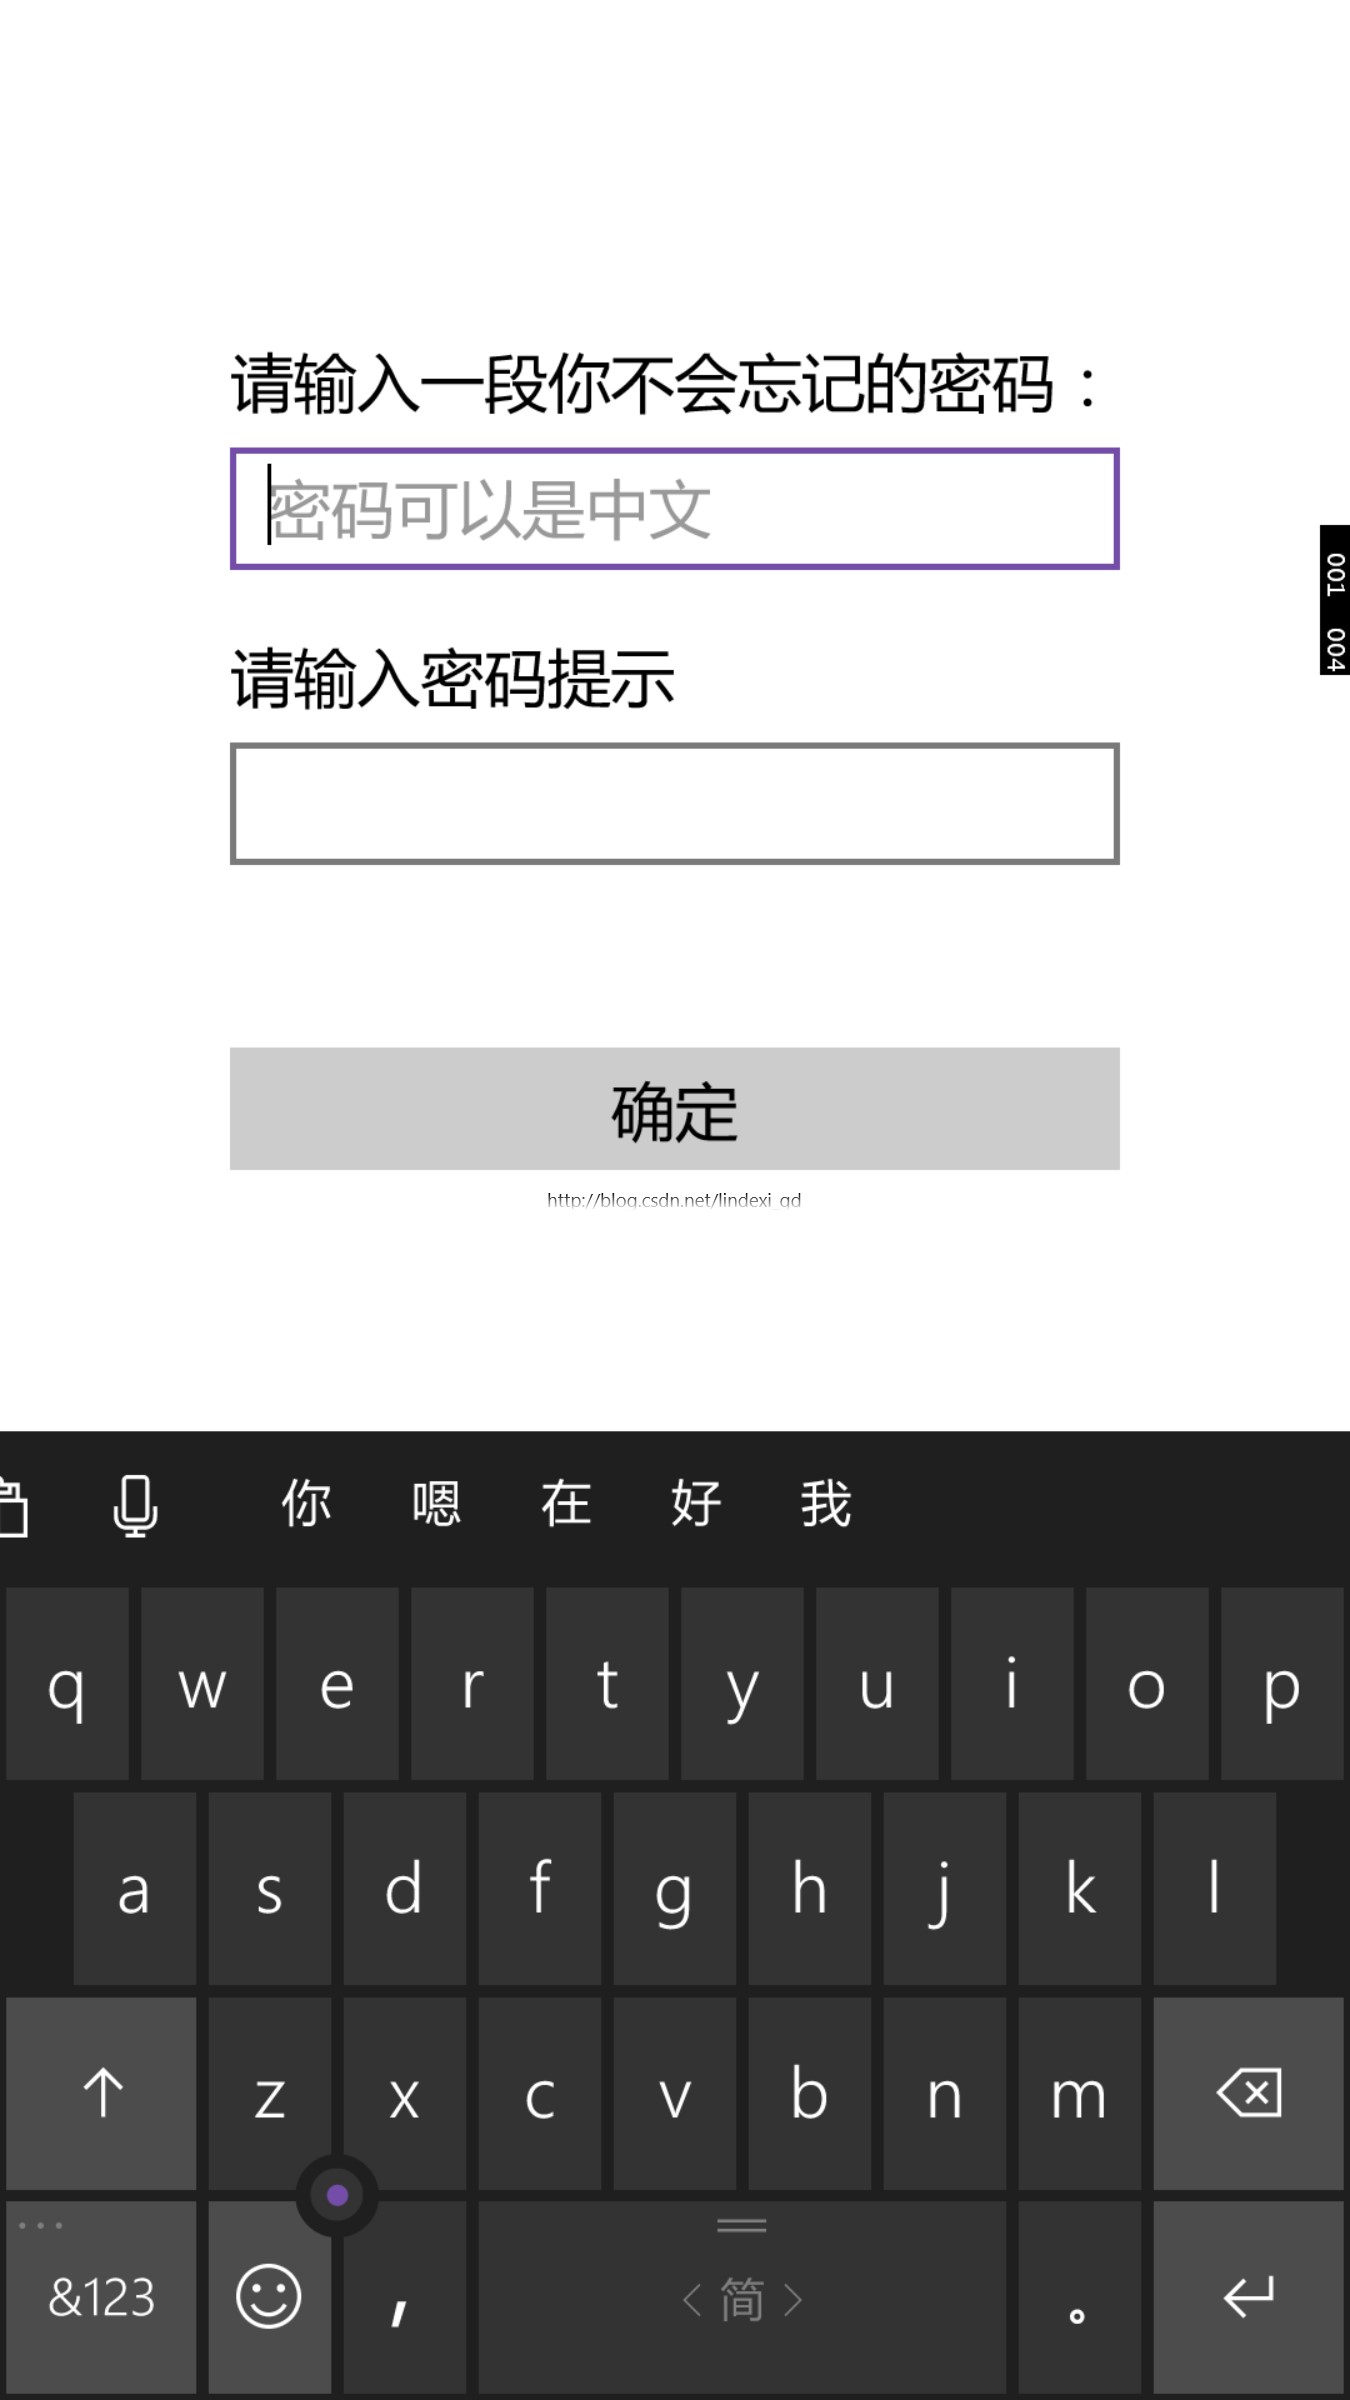 请输入一段你不会忘记的密码：
密码可以是中文
001 004
请输入密码提示
确定
http://blog.csdn.net/lindexi_gd
你 嗯 在 好 我
q w e r t y u i o p
a s d f g h j k l
z x c v b n m
&123 , 简 。